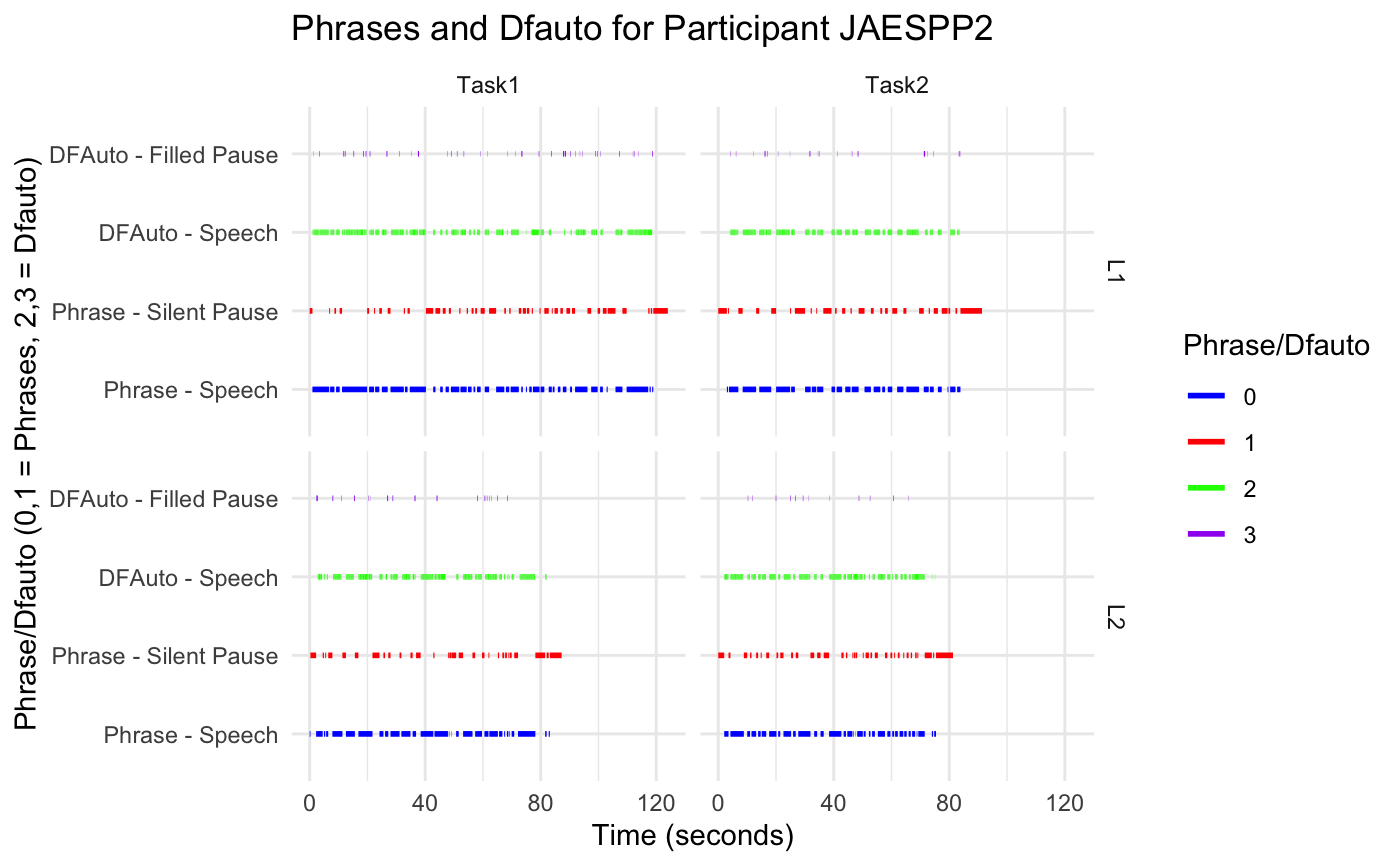 Phrases and Dfauto for Participant JAESPP2
Task1
Task2
Phrase/Dfauto (0,1 = Phrases, 2,3 = Dfauto)
DFAuto - Filled Pause
DFAuto - Speech
Phrase - Silent Pause
Phrase - Speech
L1
DFAuto - Filled Pause
DFAuto - Speech
Phrase - Silent Pause
Phrase - Speech
L2
0 40 80 120 0 40 80 120
Time (seconds)
Phrase/Dfauto
0
1
2
3